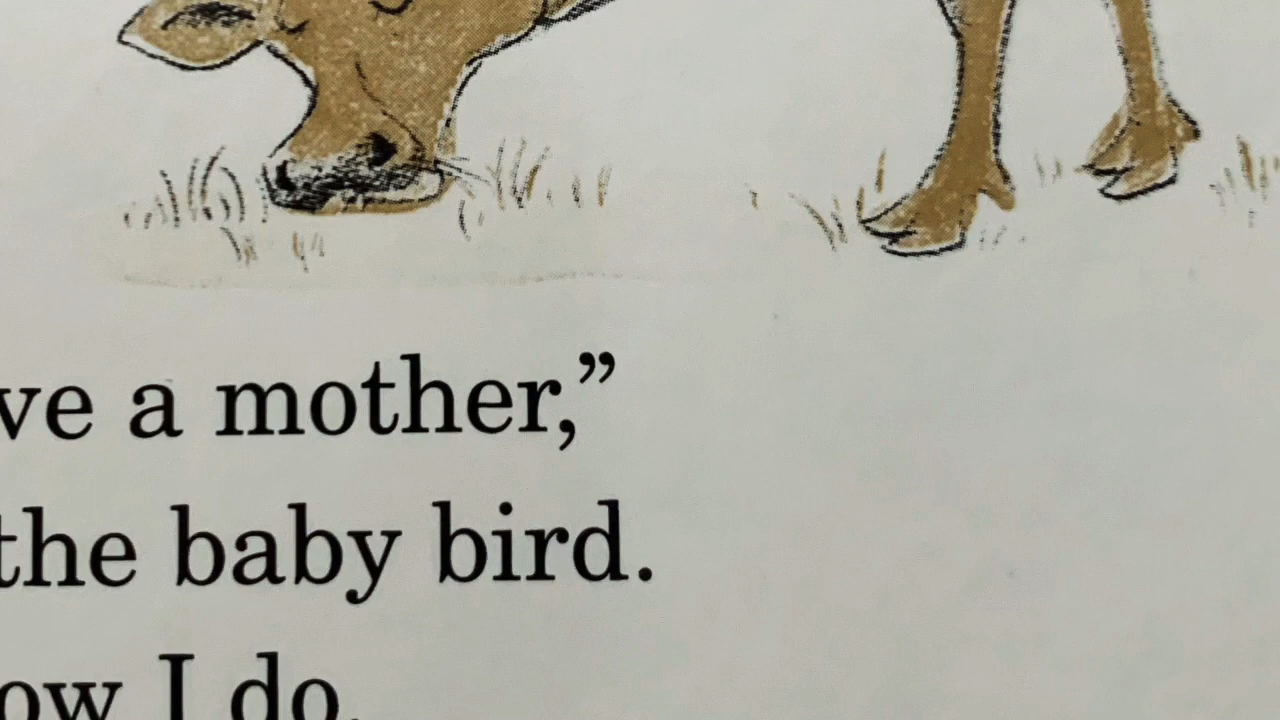 ve a mother,”
the baby bird.
ow I do.